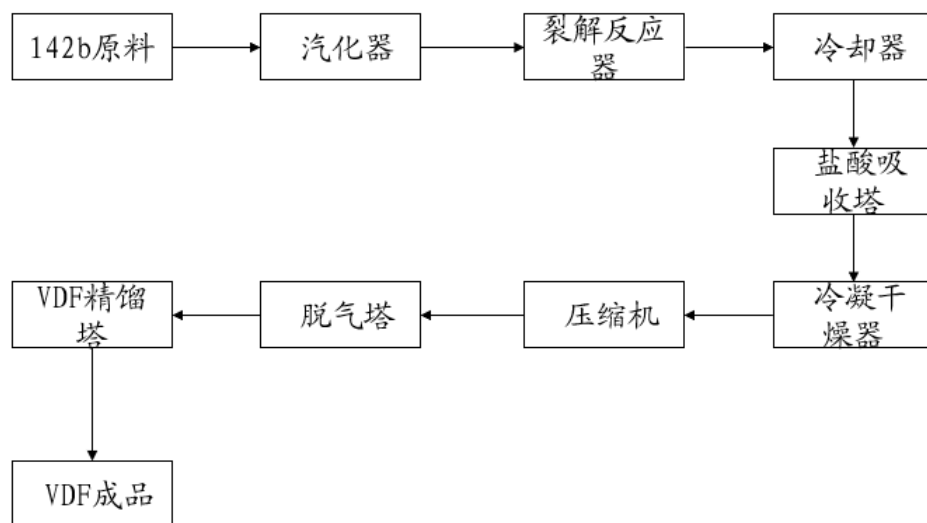 142b原料
汽化器
裂解反应
器
冷却器
盐酸吸
收塔
VDF精馏
塔
脱气塔
压缩机
冷凝干
燥器
VDF成品